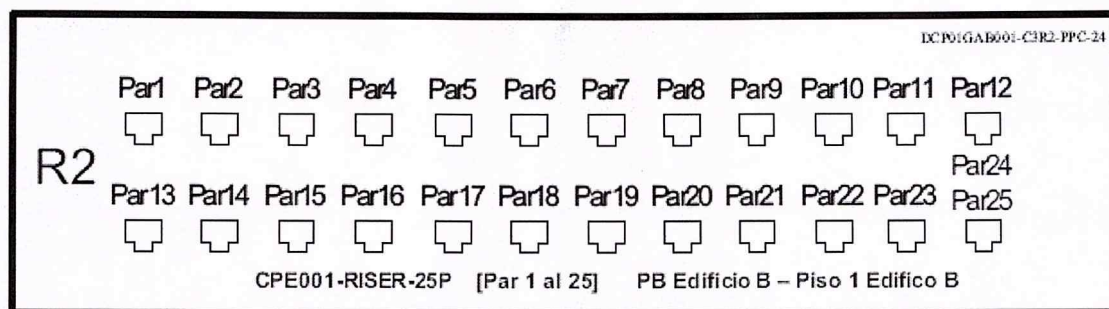 DCP01GAB001-C3R2-PPC-24
Par1 Par2 Par3 Par4 Par5 Par6 Par7 Par8 Par9 Par10 Par11 Par12
R2
Par24
Par13 Par14 Par15 Par16 Par17 Par18 Par19 Par20 Par21 Par22 Par23 Par25
CPE001-RISER-25P [Par 1 al 25] PB Edificio B – Piso 1 Edifico B